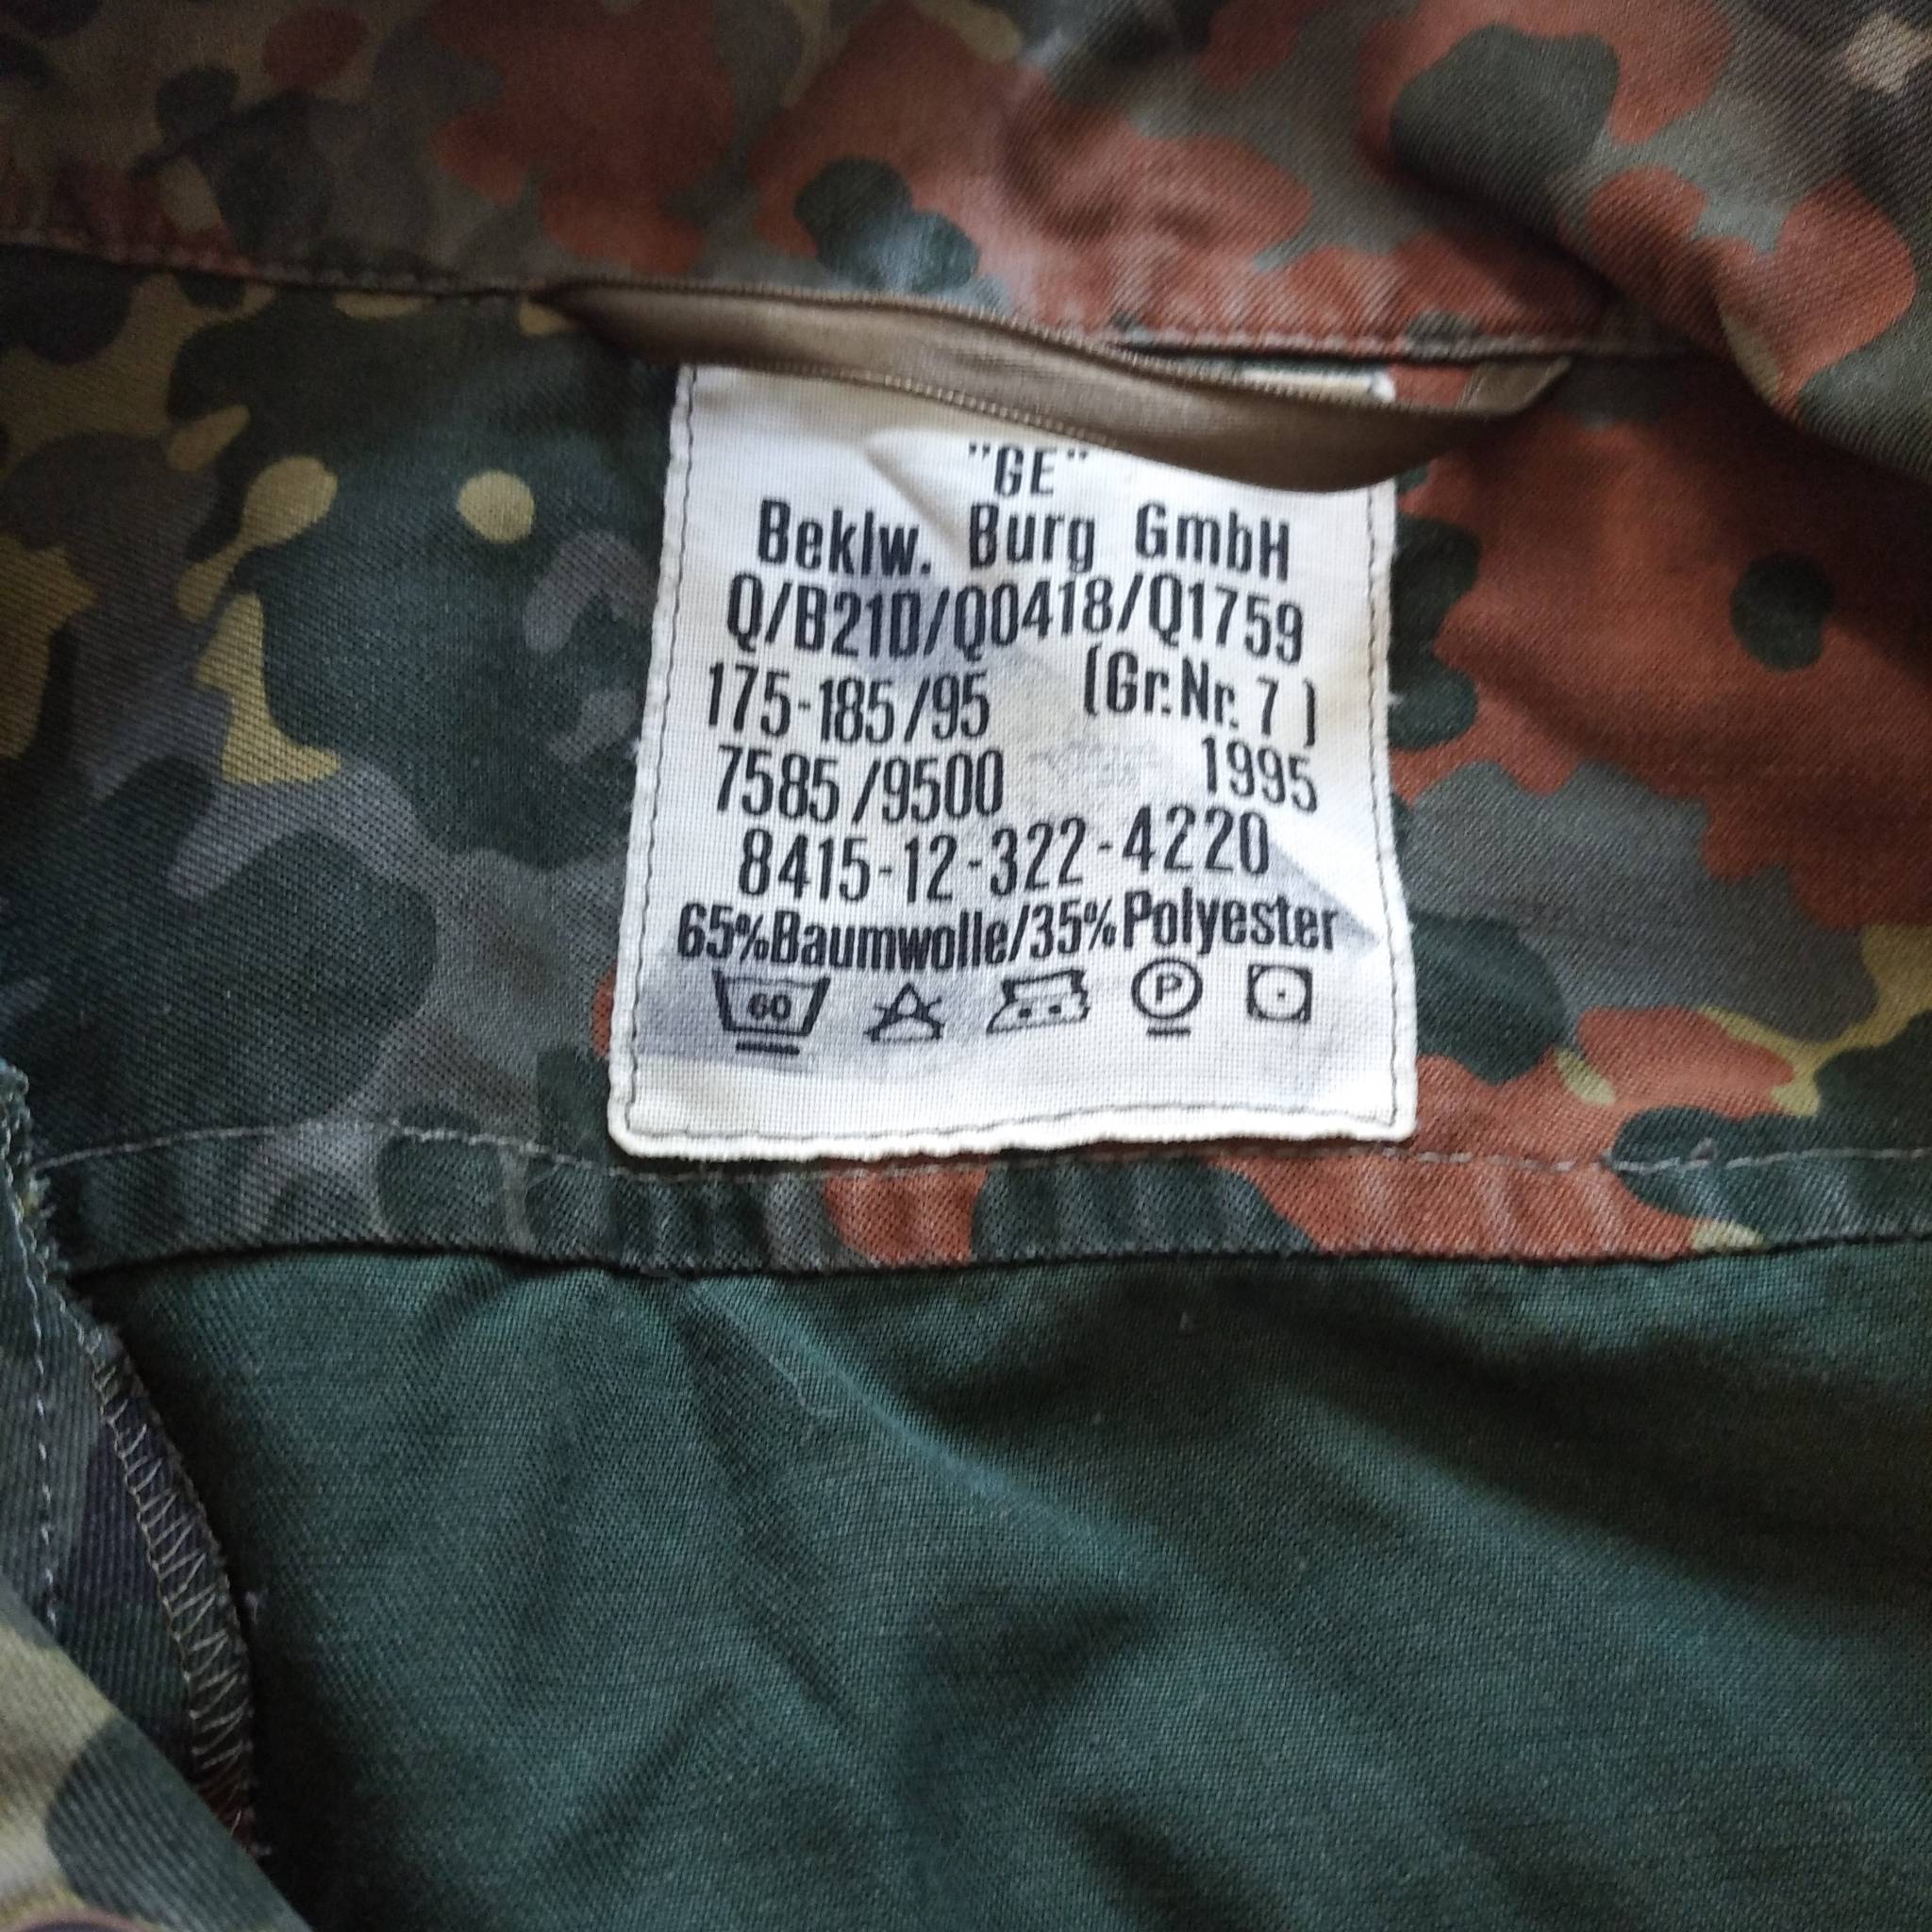 "GE"
Beklw. Burg GmbH
Q/B21D/Q0418/Q1759
175-185/95 (Gr.Nr. 7)
7585/9500 1995
8415-12-322-4220
65%Baumwolle/35%Polyester
60 P